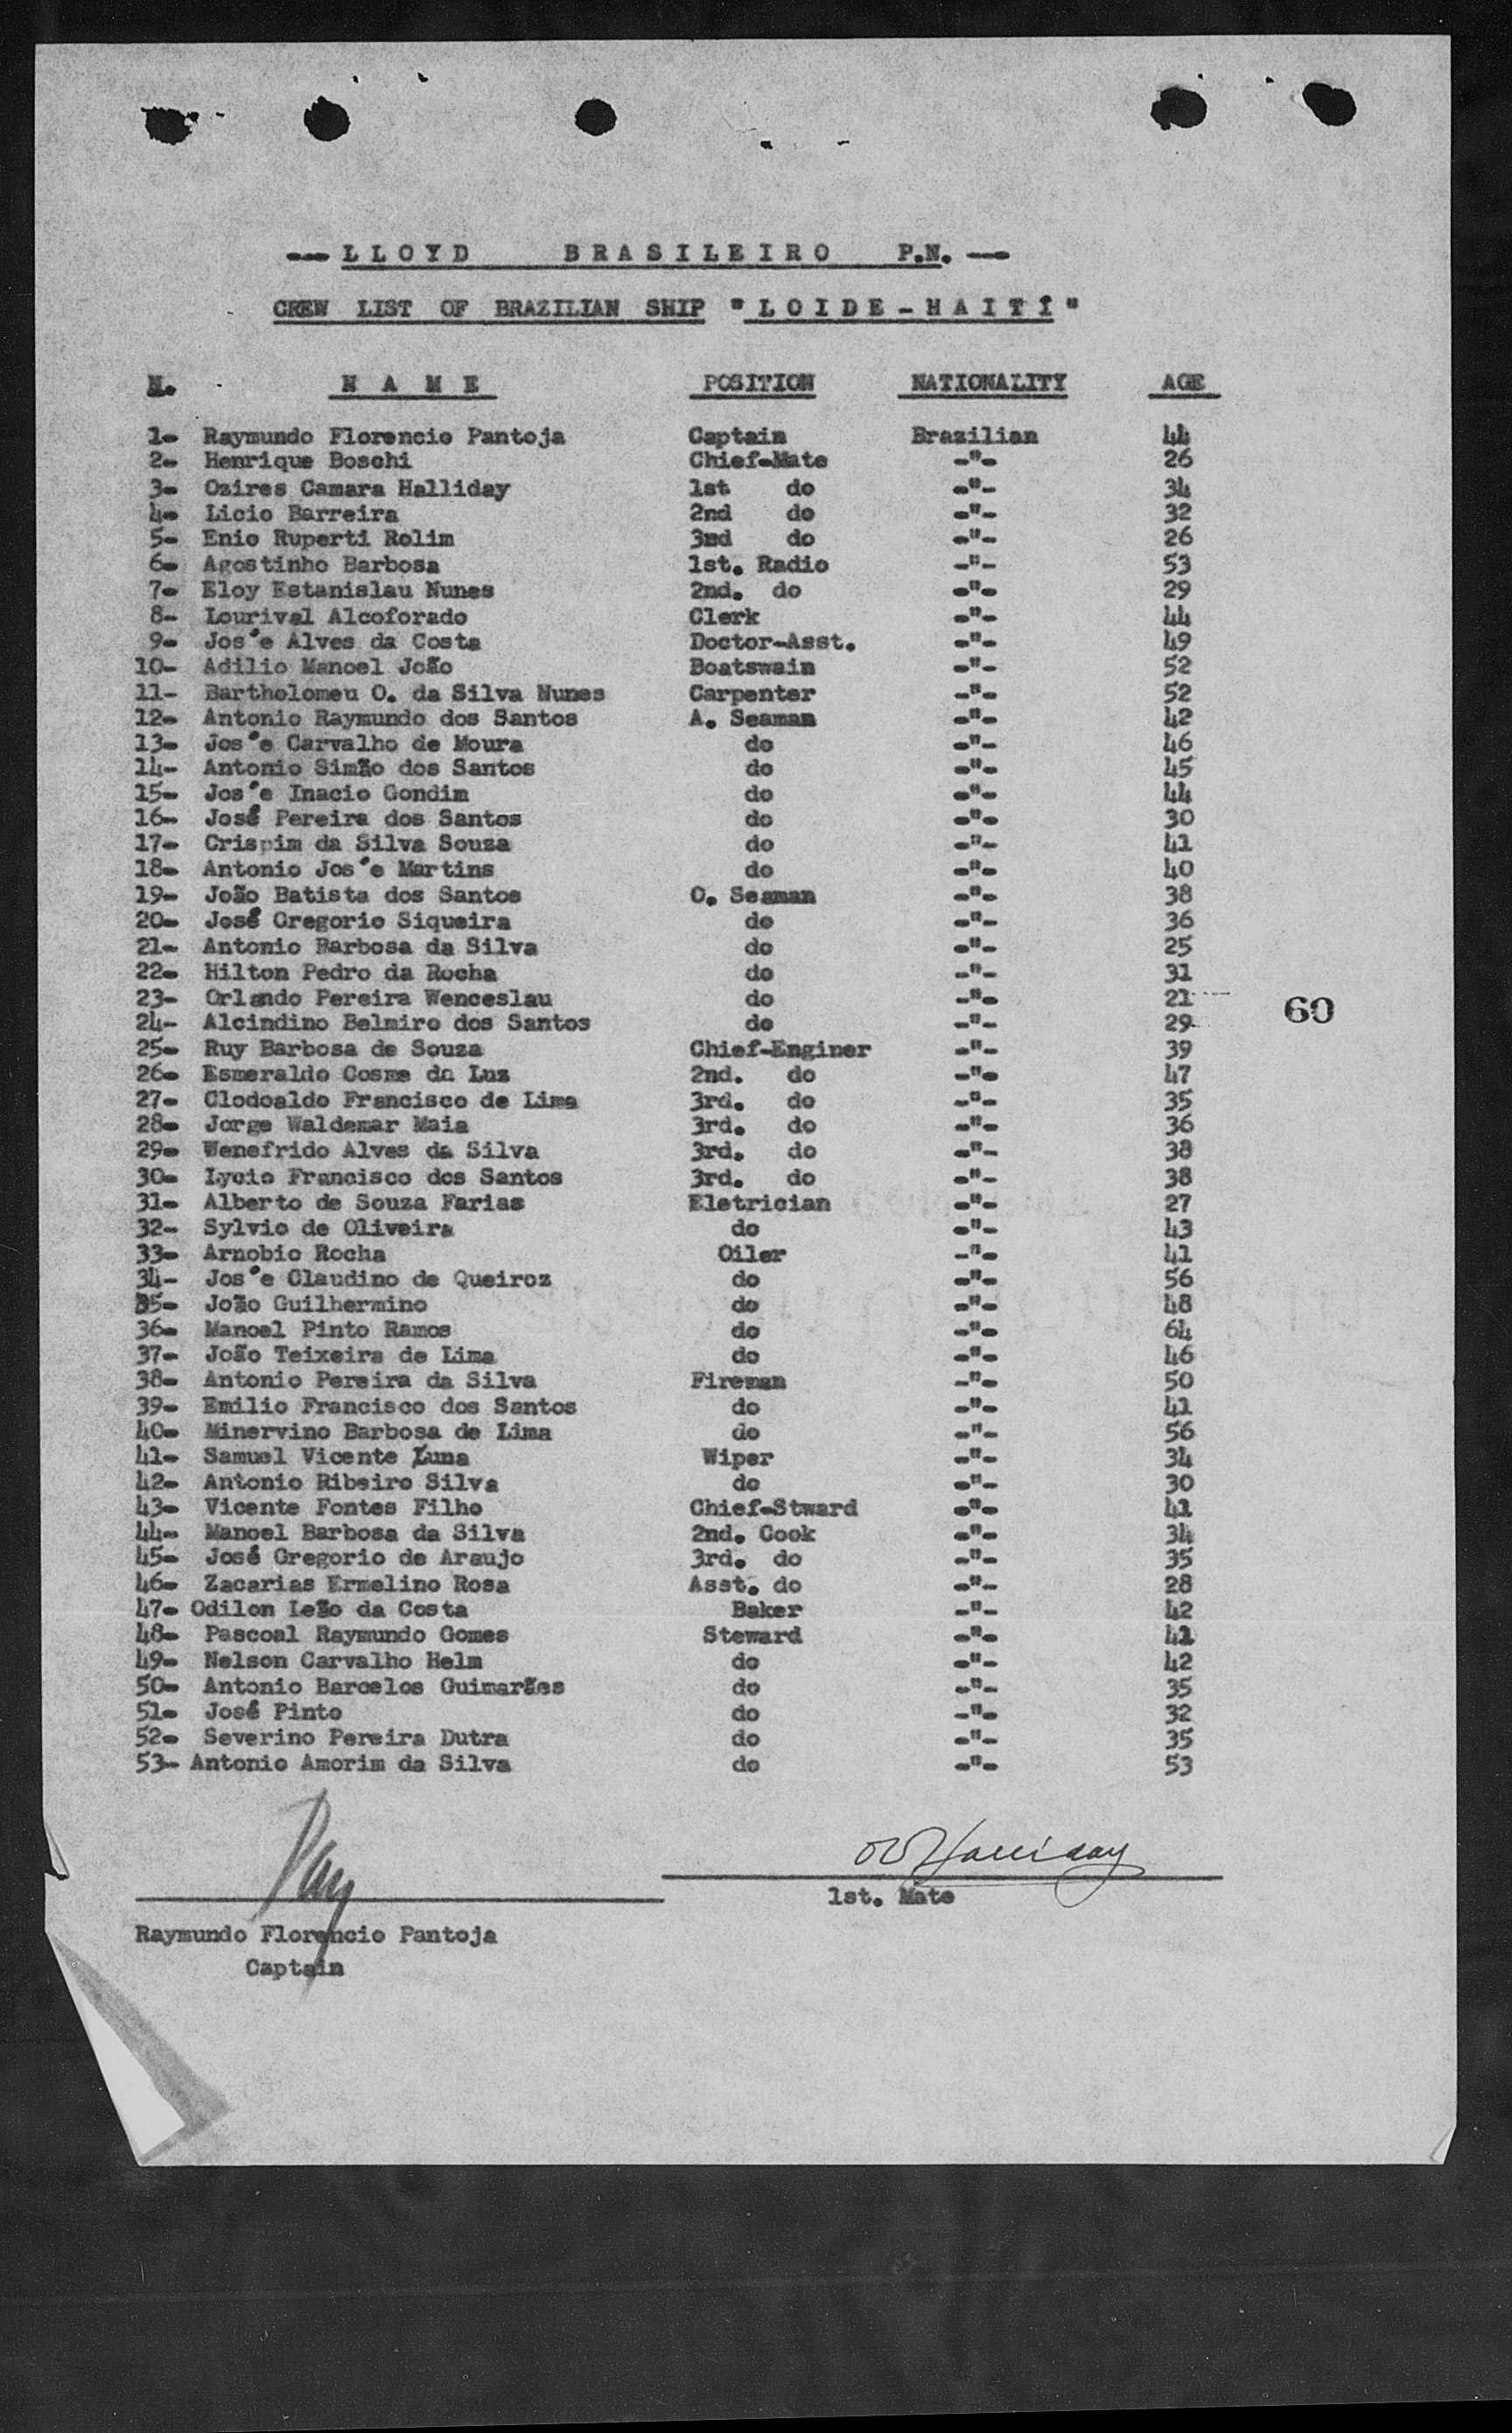 --- LLOYD BRASILEIRO P.N. ---
CREW LIST OF BRAZILIAN SHIP "LOIDE-HAITÍ"
N. NAME POSITION NATIONALITY AGE
1- Raymundo Florencio Pantoja Captain Brazilian 44
2- Henrique Boschi Chief-Mate -"- 26
3- Ozires Camara Halliday 1st do -"- 34
4- Licio Barreira 2nd do -"- 32
5- Enio Ruperti Rolim 3nd do -"- 26
6- Agostinho Barbosa 1st. Radio -"- 53
7- Eloy Estanislau Nunes 2nd. do -"- 29
8- Lourival Alcoforado Clerk -"- 44
9- Jos'e Alves da Costa Doctor-Asst. -"- 49
10- Adilio Manoel João Boatswain -"- 52
11- Bartholomeu O. da Silva Nunes Carpenter -"- 52
12- Antonio Raymundo dos Santos A. Seaman -"- 42
13- Jos'e Carvalho de Moura do -"- 46
14- Antonio Simão dos Santos do -"- 45
15- Jos'e Inacio Gondim do -"- 44
16- José Pereira dos Santos do -"- 30
17- Crispim da Silva Souza do -"- 41
18- Antonio Jos'e Martins do -"- 40
19- João Batista dos Santos O. Seaman -"- 38
20- José Gregorio Siqueira do -"- 36
21- Antonio Barbosa da Silva do -"- 25
22- Hilton Pedro da Rocha do -"- 31
23- Orlando Pereira Wenceslau do -"- 21
60
24- Alcindino Belmiro dos Santos do -"- 29
25- Ruy Barbosa de Souza Chief-Enginer -"- 39
26- Esmeraldo Cosme da Luz 2nd. do -"- 47
27- Clodoaldo Francisco de Lima 3rd. do -"- 35
28- Jorge Waldemar Maia 3rd. do -"- 36
29- Wenefrido Alves da Silva 3rd. do -"- 38
30- Lycio Francisco dos Santos 3rd. do -"- 38
31- Alberto de Souza Farias Eletrician -"- 27
32- Sylvio de Oliveira do -"- 43
33- Arnobio Rocha Oiler -"- 41
34- Jos'e Claudino de Queiroz do -"- 56
35- João Guilhermino do -"- 48
36- Manoel Pinto Ramos do -"- 64
37- João Teixeira de Lima do -"- 46
38- Antonio Pereira da Silva Fireman -"- 50
39- Emilio Francisco dos Santos do -"- 41
40- Minervino Barbosa de Lima do -"- 56
41- Samuel Vicente Luna Wiper -"- 34
42- Antonio Ribeiro Silva do -"- 30
43- Vicente Fontes Filho Chief-Stward -"- 41
44- Manoel Barbosa da Silva 2nd. Cook -"- 34
45- José Gregorio de Araujo 3rd. do -"- 35
46- Zacarias Ermelino Rosa Asst. do -"- 28
47- Odilon Leão da Costa Baker -"- 42
48- Pascoal Raymundo Gomes Steward -"- 41
49- Nelson Carvalho Helm do -"- 42
50- Antonio Barcelos Guimarães do -"- 35
51- José Pinto do -"- 32
52- Severino Pereira Dutra do -"- 35
53- Antonio Amorim da Silva do -"- 53
Halliday
1st. Mate
Raymundo Florencio Pantoja
Captain